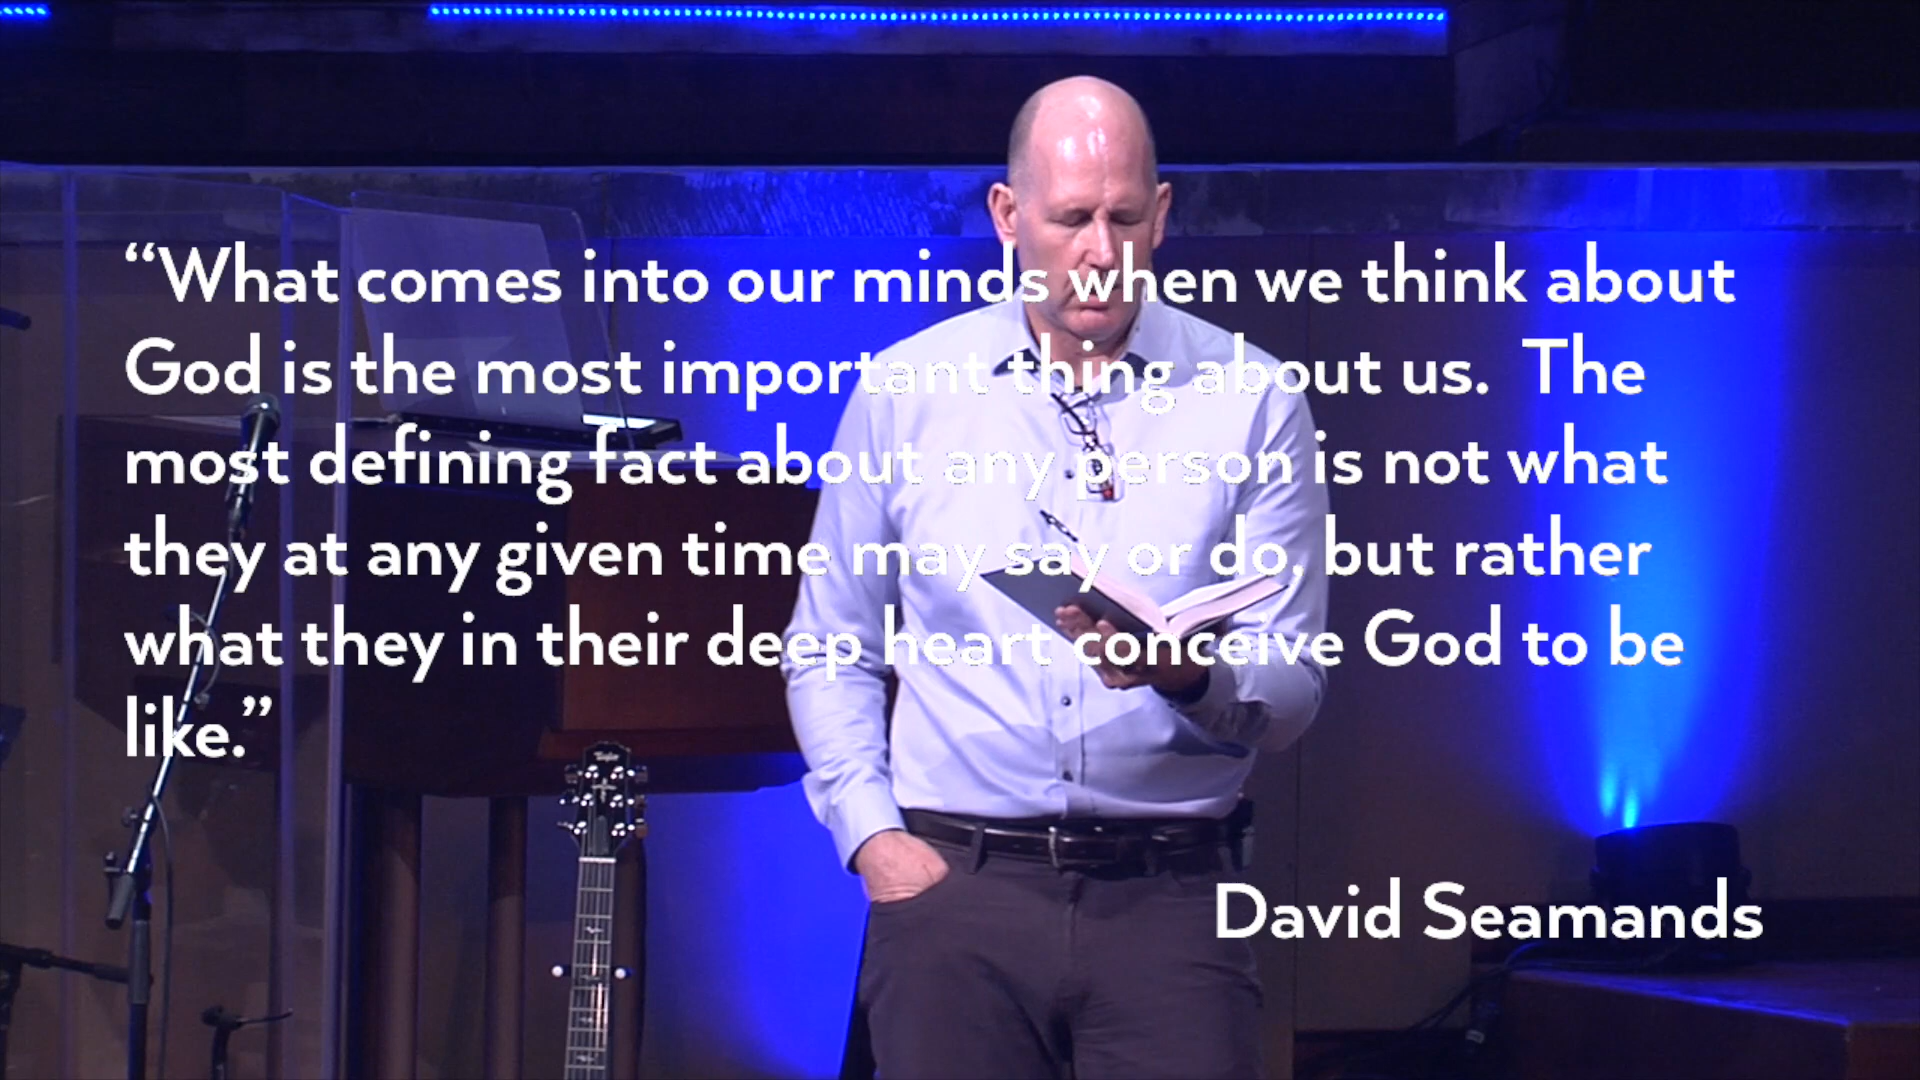 “What comes into our minds when we think about
God is the most important thing about us.  The
most defining fact about any person is not what
they at any given time may say or do, but rather
what they in their deep heart conceive God to be
like.”
Taylor
David Seamands